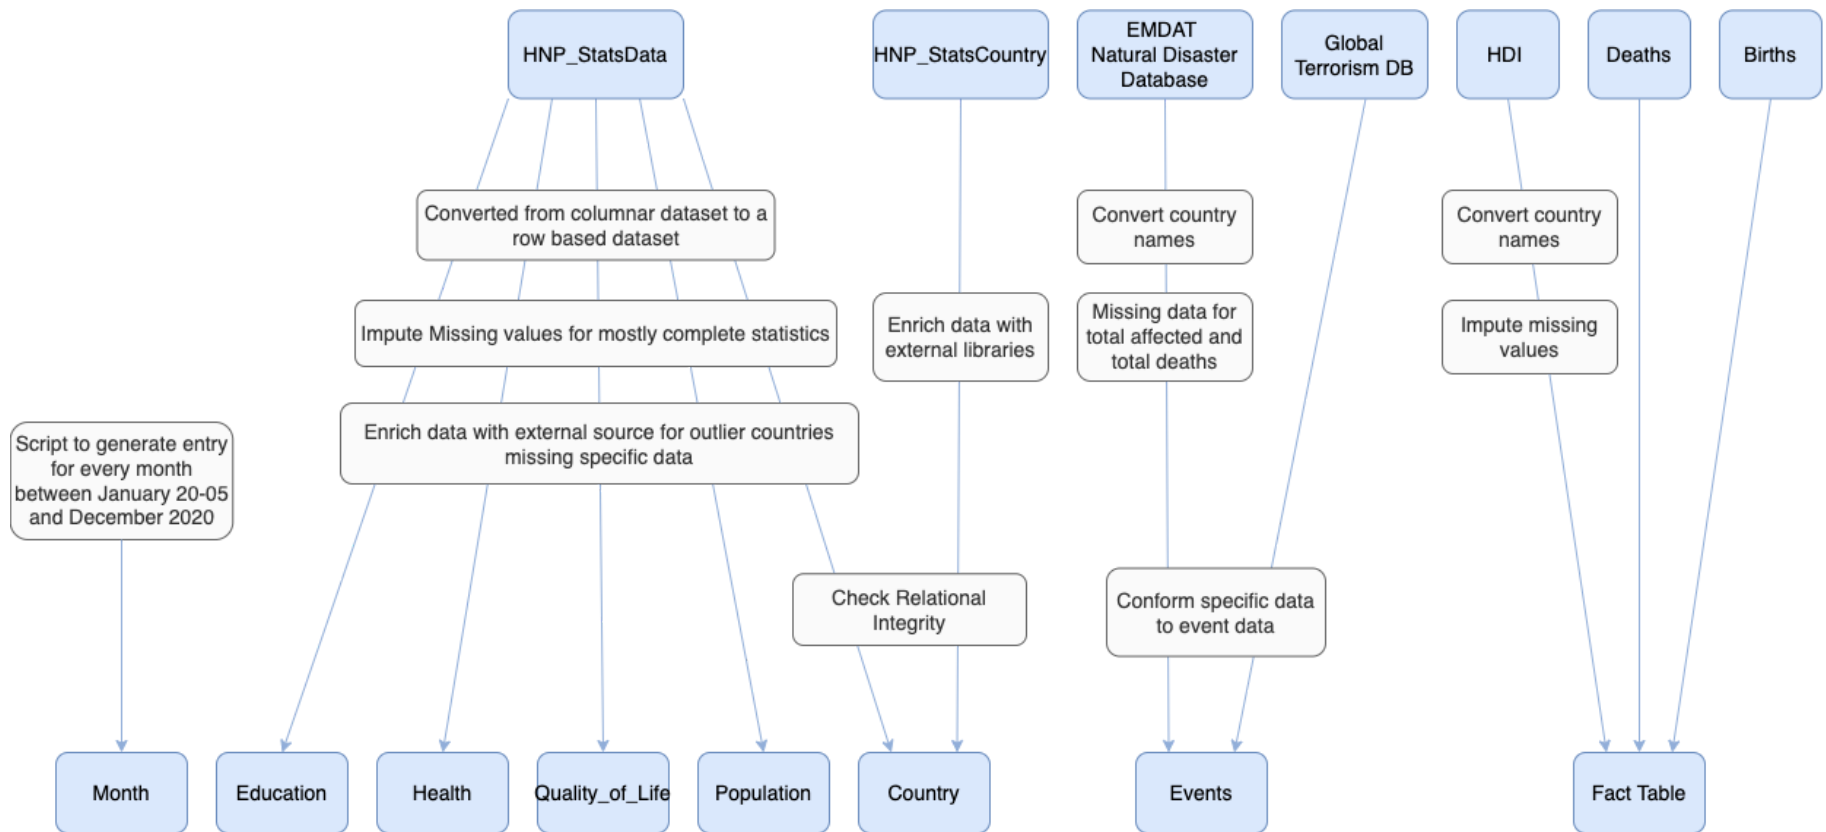 HNP_StatsData
HNP_StatsCountry
EMDAT
Natural Disaster
Database
Global
Terrorism DB
HDI
Deaths
Births
Converted from columnar dataset to a
row based dataset
Convert country
names
Convert country
names
Impute Missing values for mostly complete statistics
Enrich data with
external libraries
Missing data for
total affected and
total deaths
Impute missing
values
Enrich data with external source for outlier countries
missing specific data
Script to generate entry
for every month
between January 20-05
and December 2020
Check Relational
Integrity
Conform specific data
to event data
Month
Education
Health
Quality_of_Life
Population
Country
Events
Fact Table